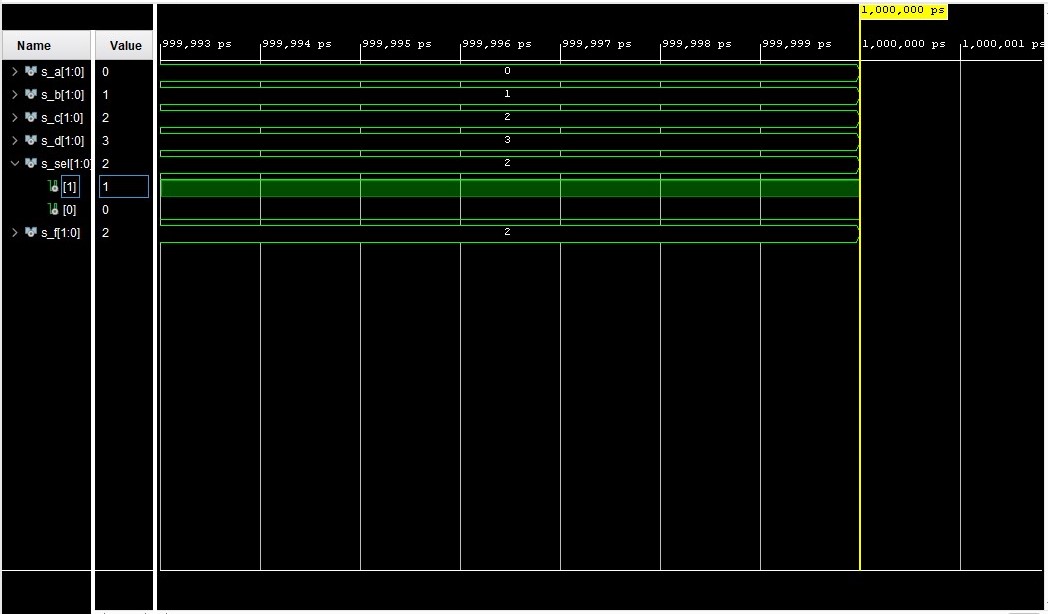 1,000,000 ps
Name Value 999,993 ps 999,994 ps 999,995 ps 999,996 ps 999,997 ps 999,998 ps 999,999 ps 1,000,000 ps 1,000,001 ps
s_a[1:0] 0 0
s_b[1:0] 1 1
s_c[1:0] 2 2
s_d[1:0] 3 3
s_sel[1:0] 2 2
[1] 1
[0] 0
s_f[1:0] 2 2